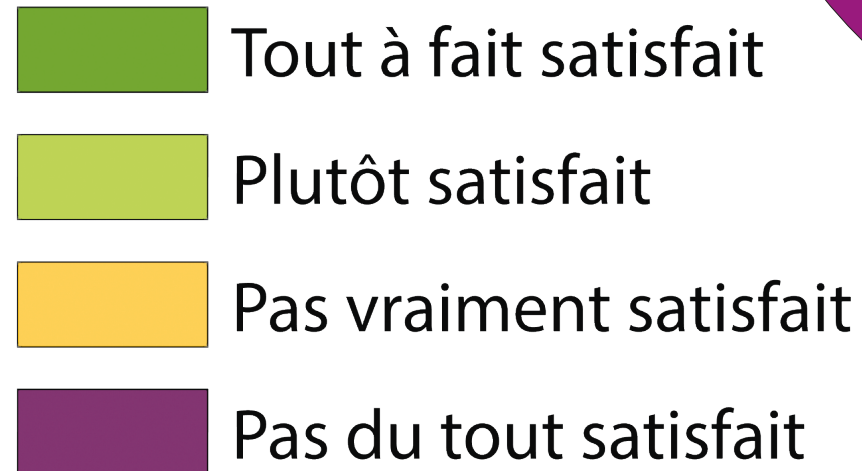 Tout à fait satisfait
Plutôt satisfait
Pas vraiment satisfait
Pas du tout satisfait